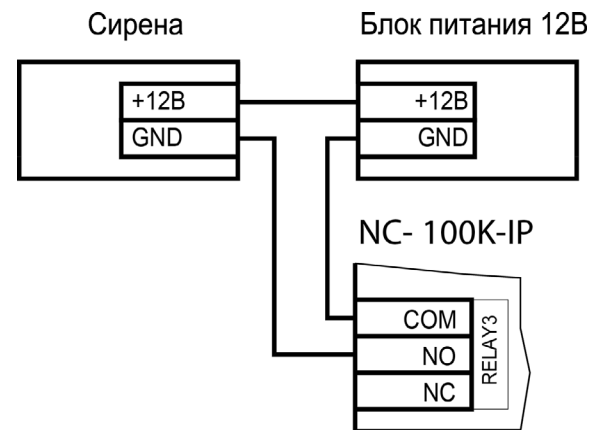 Сирена
Блок питания 12В
+12В
GND
+12В
GND
NC- 100K-IP
COM
NO
NC
RELAY3